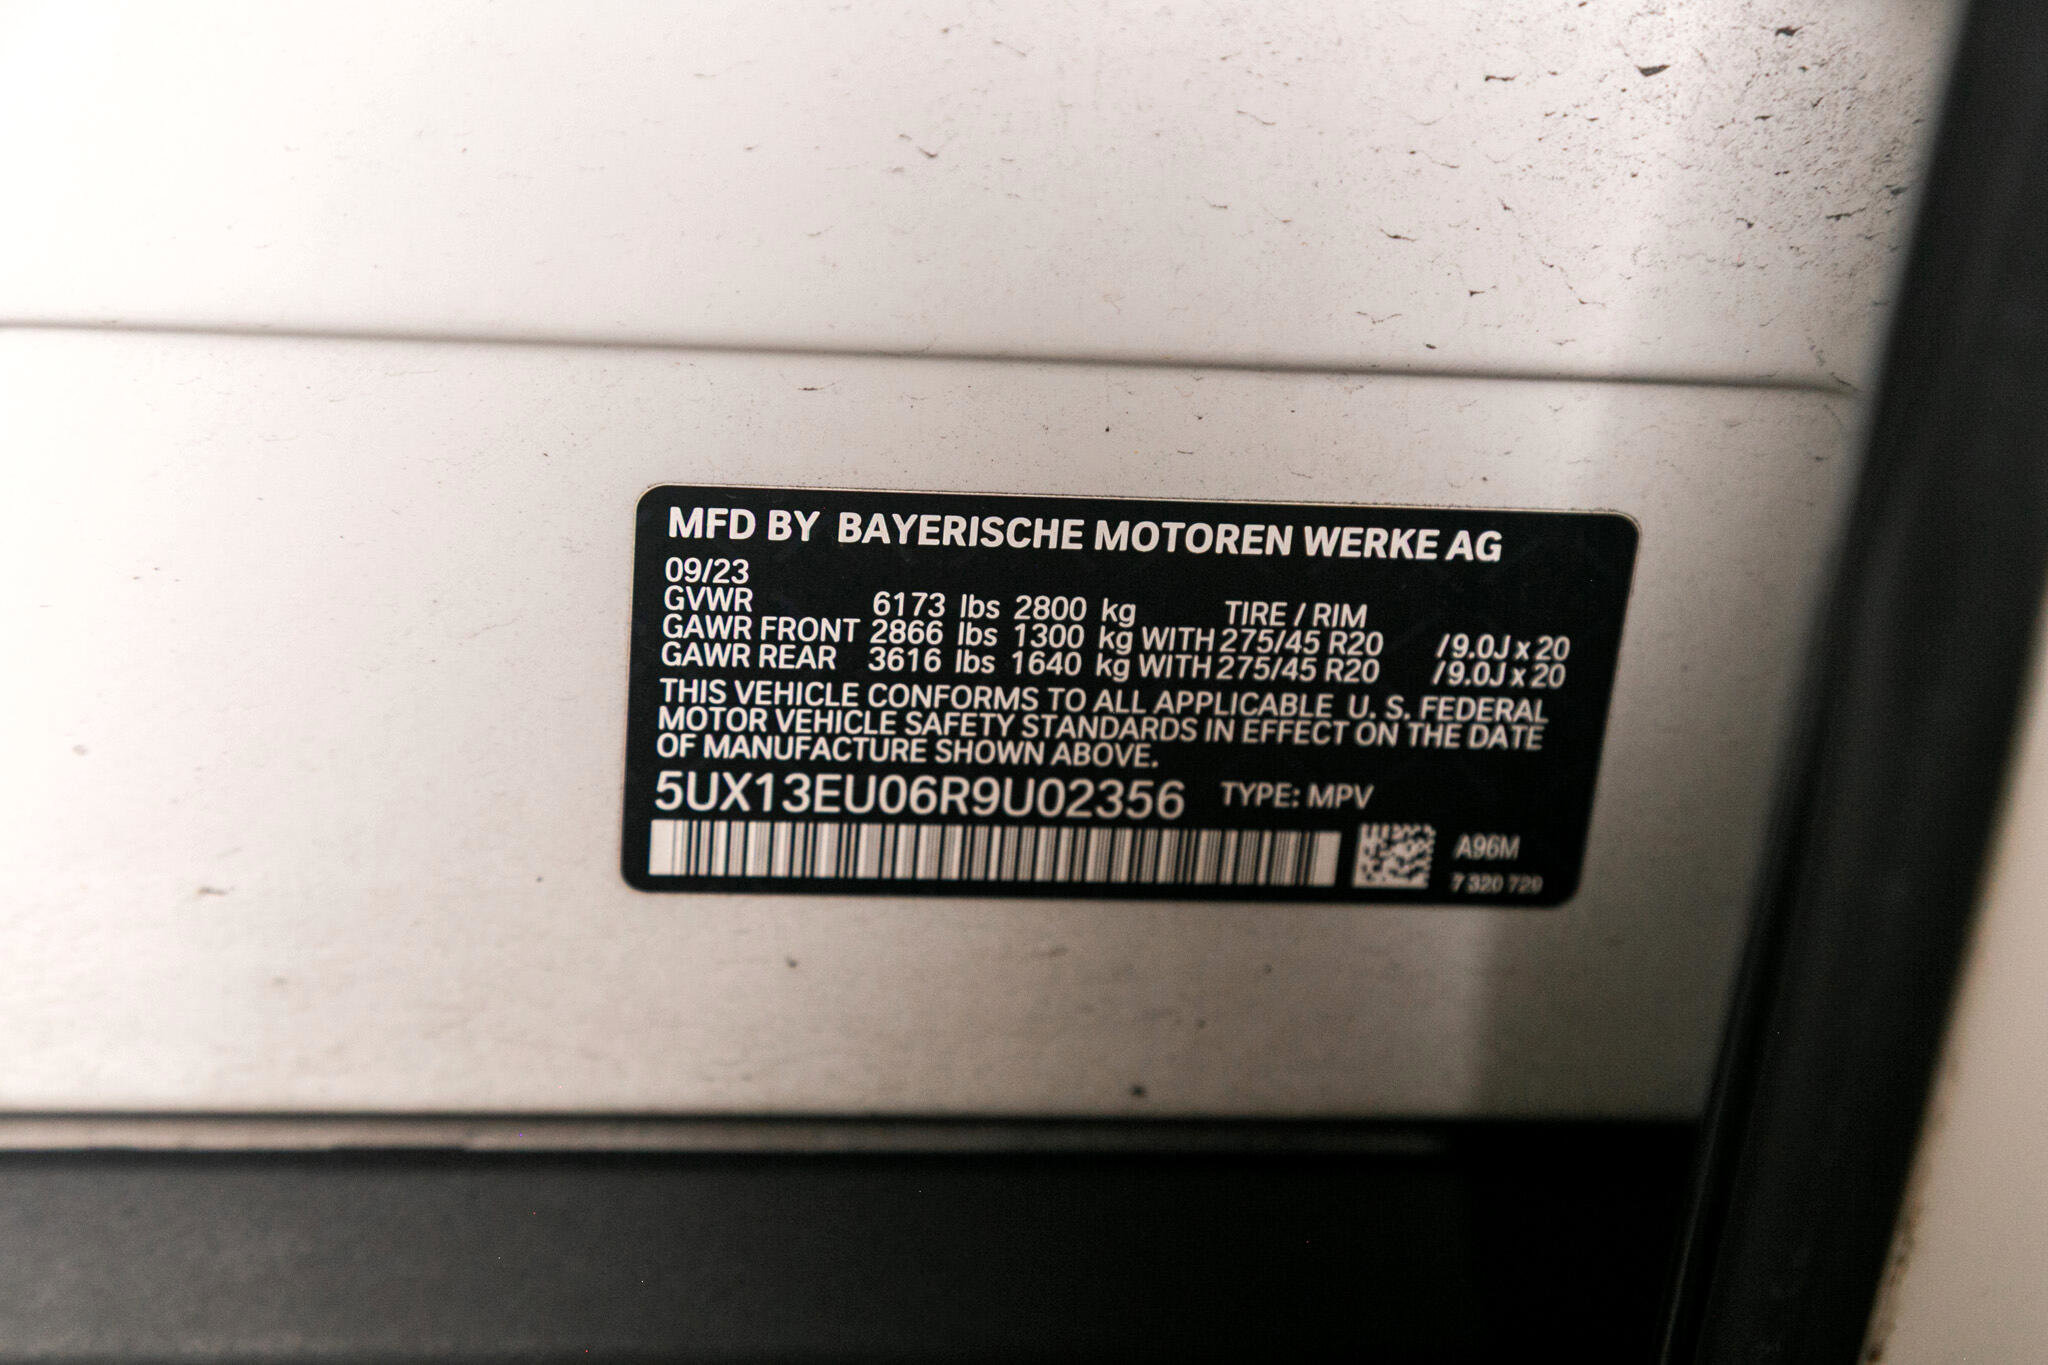 MFD BY BAYERISCHE MOTOREN WERKE AG
09/23
GVWR 6173 lbs 2800 kg TIRE / RIM
GAWR FRONT 2866 lbs 1300 kg WITH 275/45 R20 /9.0J x 20
GAWR REAR 3616 lbs 1640 kg WITH 275/45 R20 /9.0J x 20
THIS VEHICLE CONFORMS TO ALL APPLICABLE U. S. FEDERAL
MOTOR VEHICLE SAFETY STANDARDS IN EFFECT ON THE DATE
OF MANUFACTURE SHOWN ABOVE.
5UX13EU06R9U02356 TYPE: MPV
A96M
7 320 729